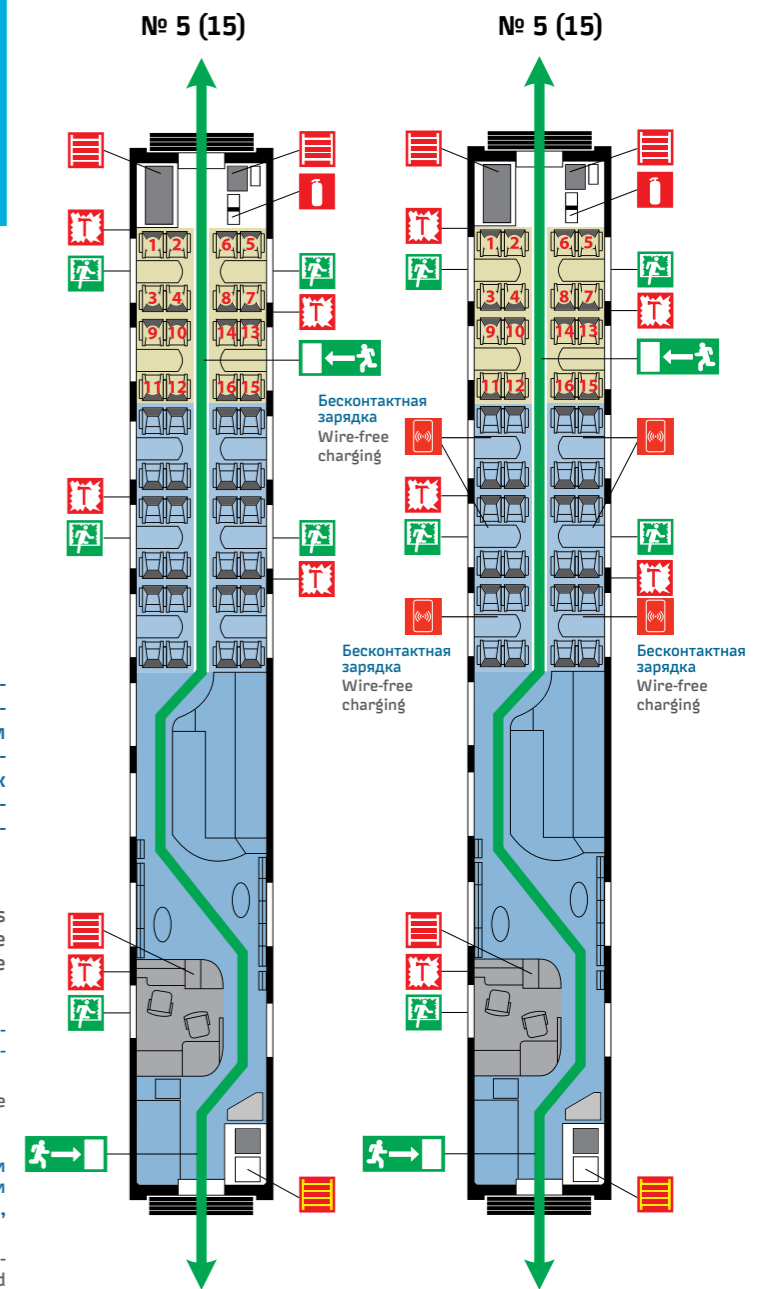 № 5 (15)
№ 5 (15)
T
1 2 6 5
3 4 8 7
T
9 10 14 13
11 12 16 15
T
T
T
T
1 2 6 5
3 4 8 7
T
9 10 14 13
11 12 16 15
Бесконтактная
зарядка
Wire-free
charging
T
T
Бесконтактная
зарядка
Wire-free
charging
Бесконтактная
зарядка
Wire-free
charging
T
-
-
м
-
х
-
-
s
e
e
-
-
e
и
и
,
-
d